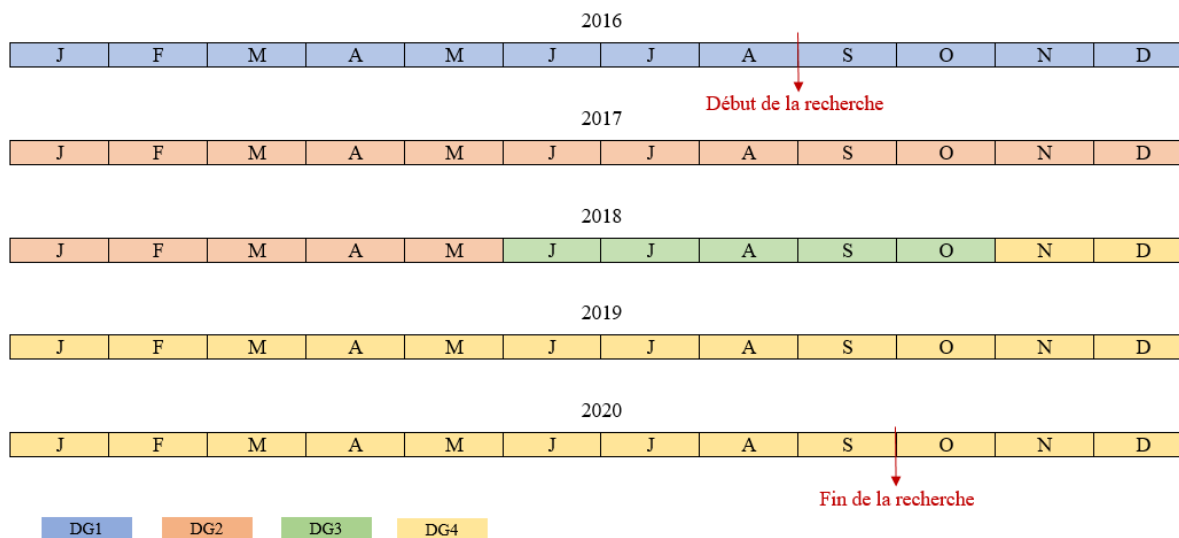 2016
J F M A M J J A S O N D
Début de la recherche
2017
J F M A M J J A S O N D
2018
J F M A M J J A S O N D
2019
J F M A M J J A S O N D
2020
J F M A M J J A S O N D
Fin de la recherche
DG1 DG2 DG3 DG4